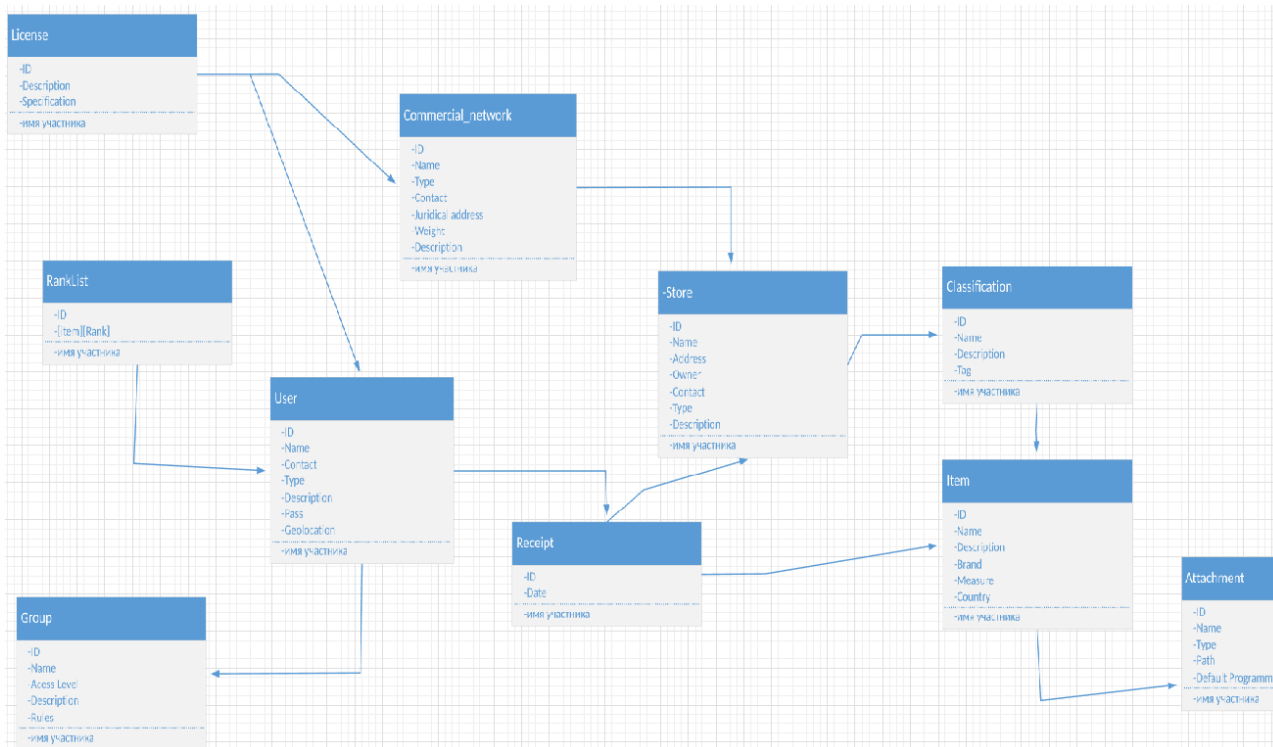 License
-ID
-Description
-Specification
-имя участника
Commercial_network
-ID
-Name
-Type
-Contact
-Juridical address
-Weight
-Description
-имя участника
RankList
-ID
-[item][Rank]
-имя участника
-Store
-ID
-Name
-Address
-Owner
-Contact
-Type
-Description
-имя участника
Classification
-ID
-Name
-Description
-Tag
-имя участника
User
-ID
-Name
-Contact
-Type
-Description
-Pass
-Geolocation
-имя участника
Receipt
-ID
-Date
-имя участника
Item
-ID
-Name
-Description
-Brand
-Measure
-Country
-имя участника
Attachment
-ID
-Name
-Type
-Path
-Default Programm
-имя участника
Group
-ID
-Name
-Acess Level
-Description
-Rules
-имя участника